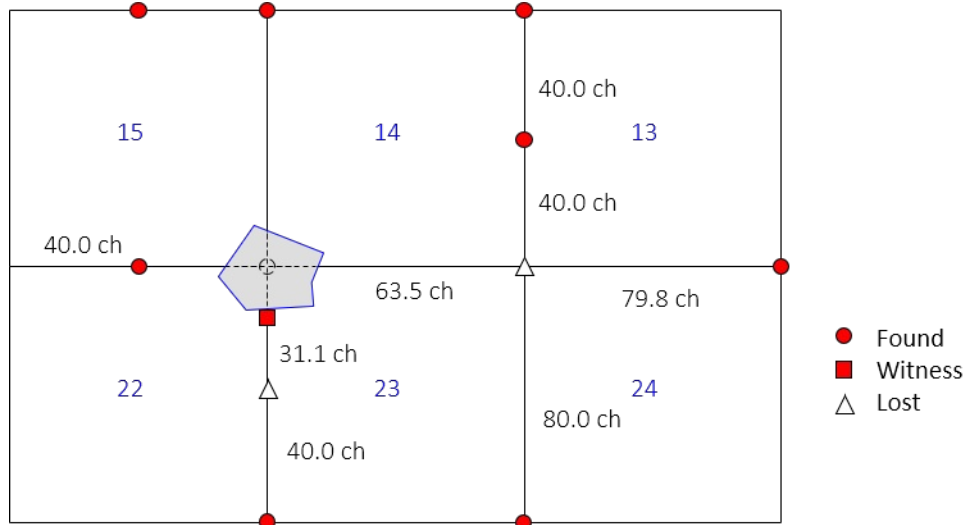 40.0 ch
15
14
13
40.0 ch
40.0 ch
63.5 ch
79.8 ch
31.1 ch
Found
Witness
22
23
24
Lost
80.0 ch
40.0 ch